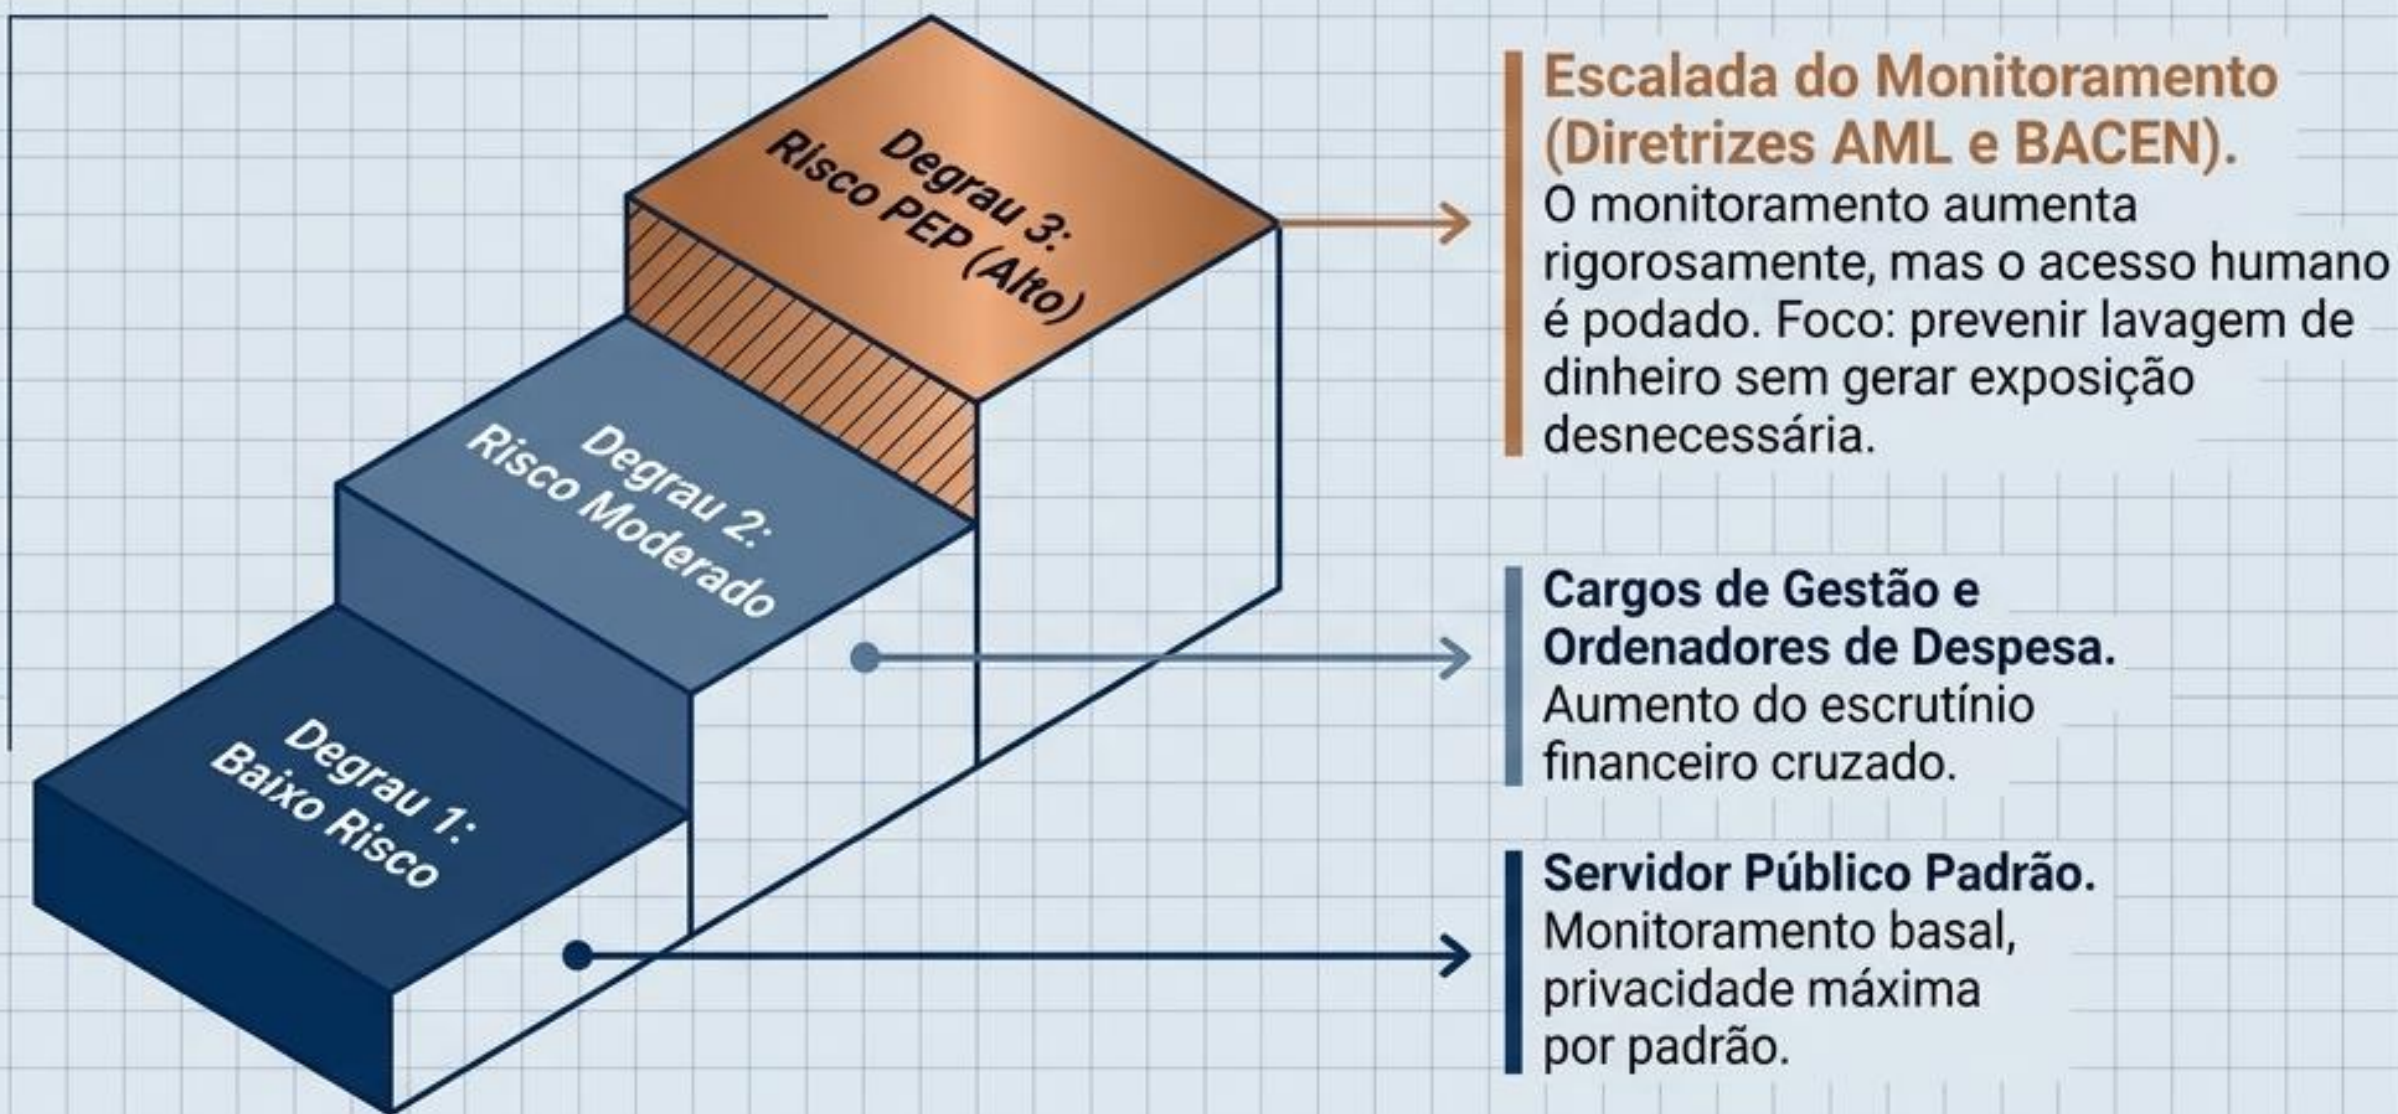 Degrau 3:
Risco PEP (Alto)
Escalada do Monitoramento
(Diretrizes AML e BACEN).
O monitoramento aumenta
rigorosamente, mas o acesso humano
é podado. Foco: prevenir lavagem de
dinheiro sem gerar exposição
desnecessária.
Degrau 2:
Risco Moderado
Cargos de Gestão e
Ordenadores de Despesa.
Aumento do escrutínio
financeiro cruzado.
Degrau 1:
Baixo Risco
Servidor Público Padrão.
Monitoramento basal,
privacidade máxima
por padrão.